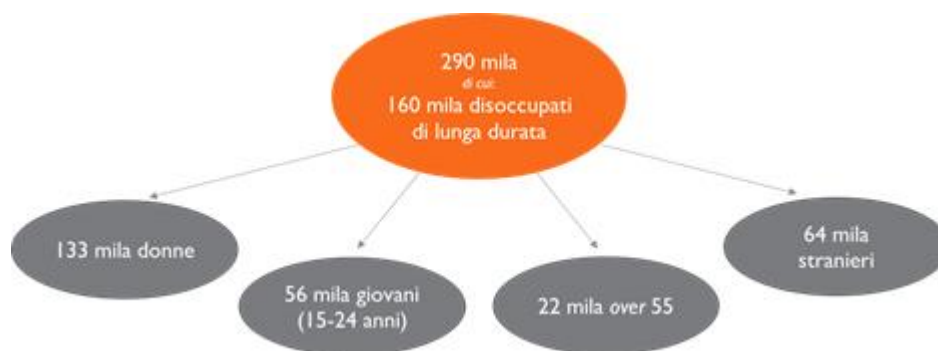 290 mila
di cui:
160 mila disoccupati
di lunga durata
133 mila donne
56 mila giovani
(15-24 anni)
22 mila over 55
64 mila
stranieri